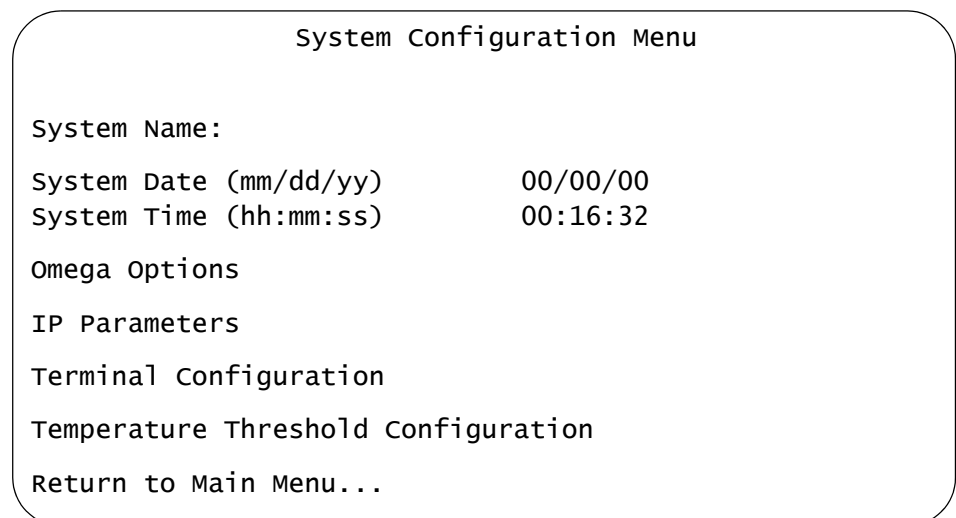 System Configuration Menu
System Name:
System Date (mm/dd/yy) 00/00/00
System Time (hh:mm:ss) 00:16:32
Omega Options
IP Parameters
Terminal Configuration
Temperature Threshold Configuration
Return to Main Menu...